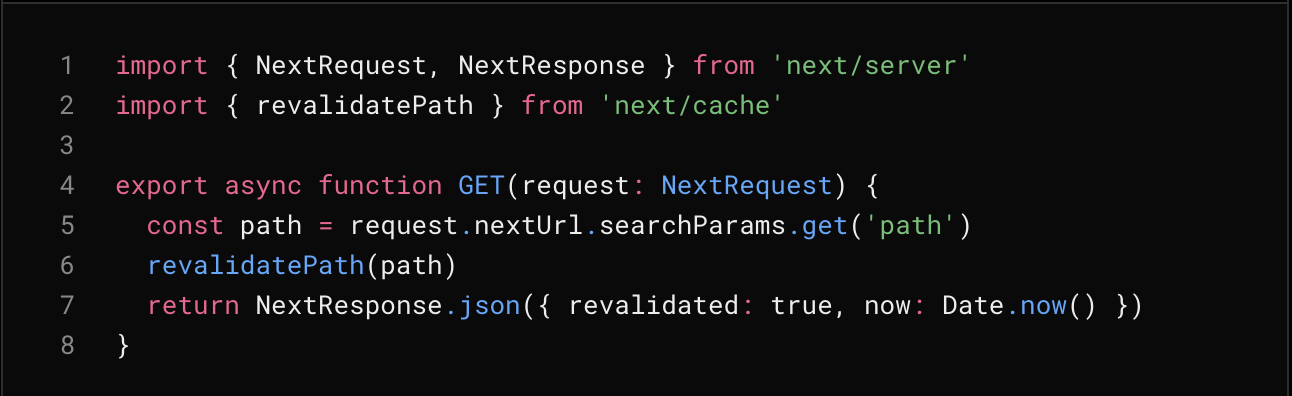 1 import { NextRequest, NextResponse } from 'next/server'
2 import { revalidatePath } from 'next/cache'
3
4 export async function GET(request: NextRequest) {
5   const path = request.nextUrl.searchParams.get('path')
6   revalidatePath(path)
7   return NextResponse.json({ revalidated: true, now: Date.now() })
8 }